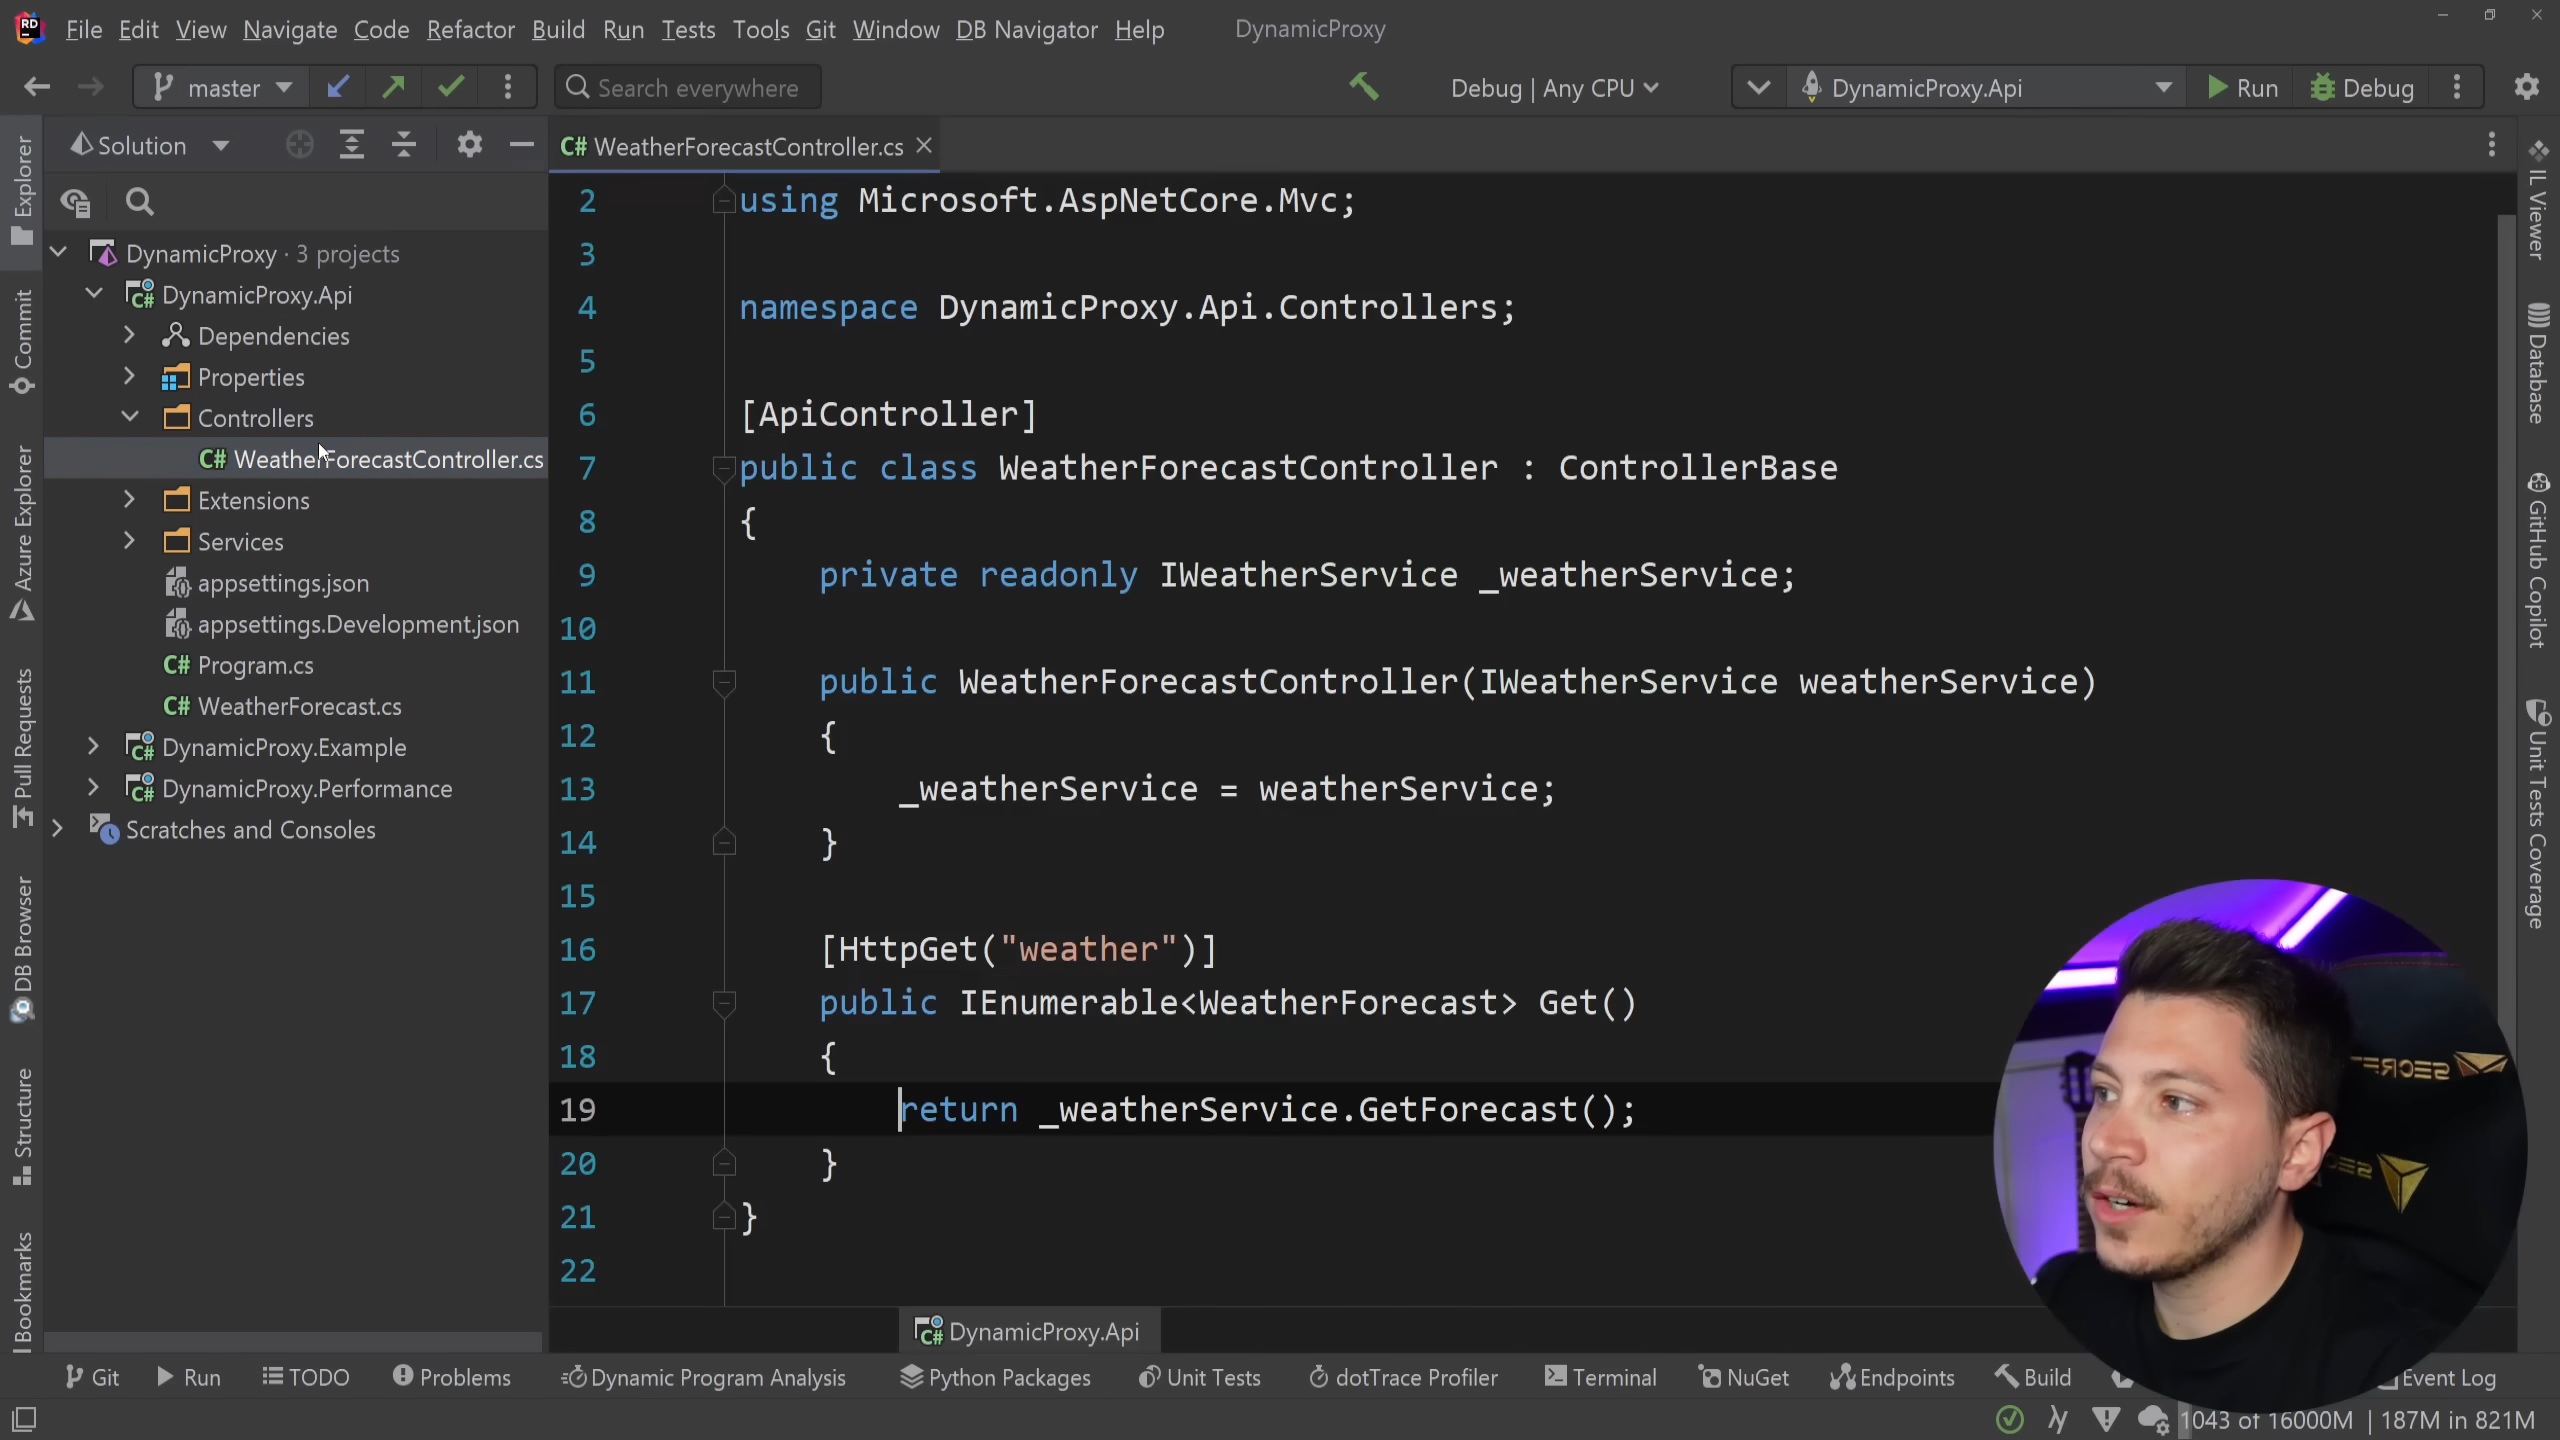 RD File Edit View Navigate Code Refactor Build Run Tests Tools Git Window DB Navigator Help DynamicProxy
master Search everywhere Debug | Any CPU DynamicProxy.Api Run Debug
Solution
C# WeatherForecastController.cs
DynamicProxy · 3 projects
C# DynamicProxy.Api
Dependencies
Properties
Controllers
C# WeatherForecastController.cs
Extensions
Services
appsettings.json
appsettings.Development.json
C# Program.cs
C# WeatherForecast.cs
C# DynamicProxy.Example
C# DynamicProxy.Performance
Scratches and Consoles
Explorer
Commit
Azure Explorer
Pull Requests
DB Browser
Structure
Bookmarks
2 using Microsoft.AspNetCore.Mvc;
3
4 namespace DynamicProxy.Api.Controllers;
5
6 [ApiController]
7 public class WeatherForecastController : ControllerBase
8 {
9 private readonly IWeatherService _weatherService;
10
11 public WeatherForecastController(IWeatherService weatherService)
12 {
13 _weatherService = weatherService;
14 }
15
16 [HttpGet("weather")]
17 public IEnumerable<WeatherForecast> Get()
18 {
19 return _weatherService.GetForecast();
20 }
21 }
22
IL Viewer
Database
GitHub Copilot
Unit Tests Coverage
C# DynamicProxy.Api
Git Run TODO Problems Dynamic Program Analysis Python Packages Unit Tests dotTrace Profiler Terminal NuGet Endpoints Build Event Log
1043 of 16000M | 187M in 821M